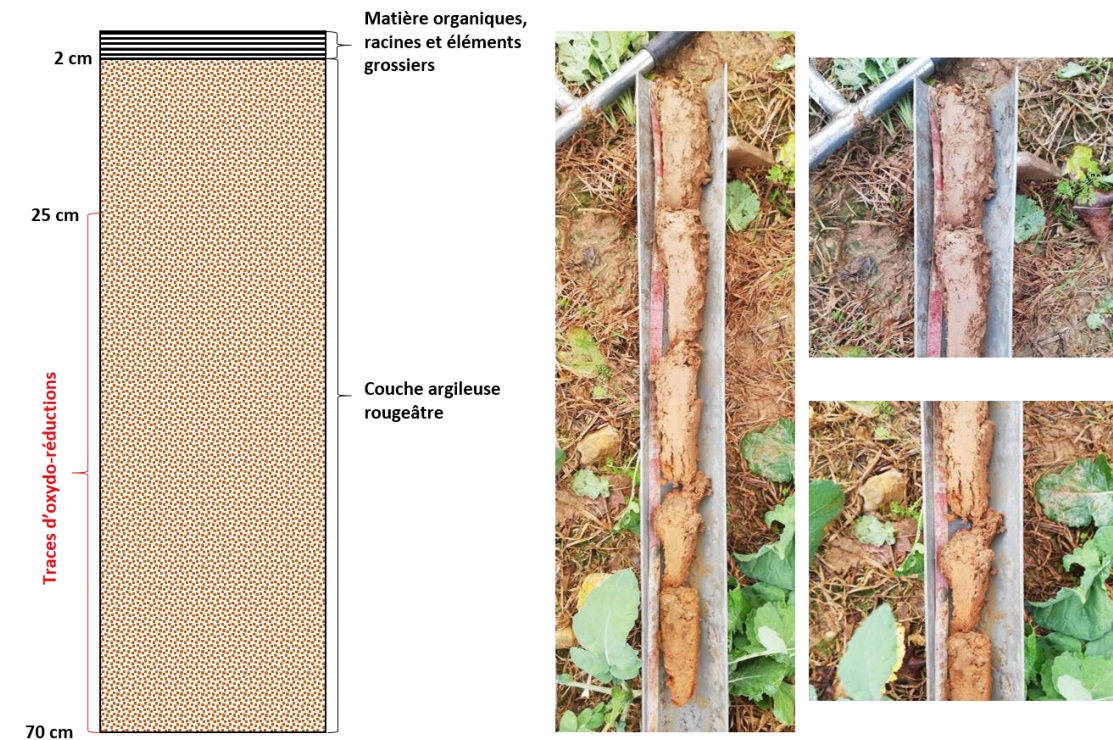 Matière organiques,
racines et éléments
grossiers
2 cm
25 cm
Couche argileuse
rougeâtre
Traces d'oxydo-réductions
70 cm